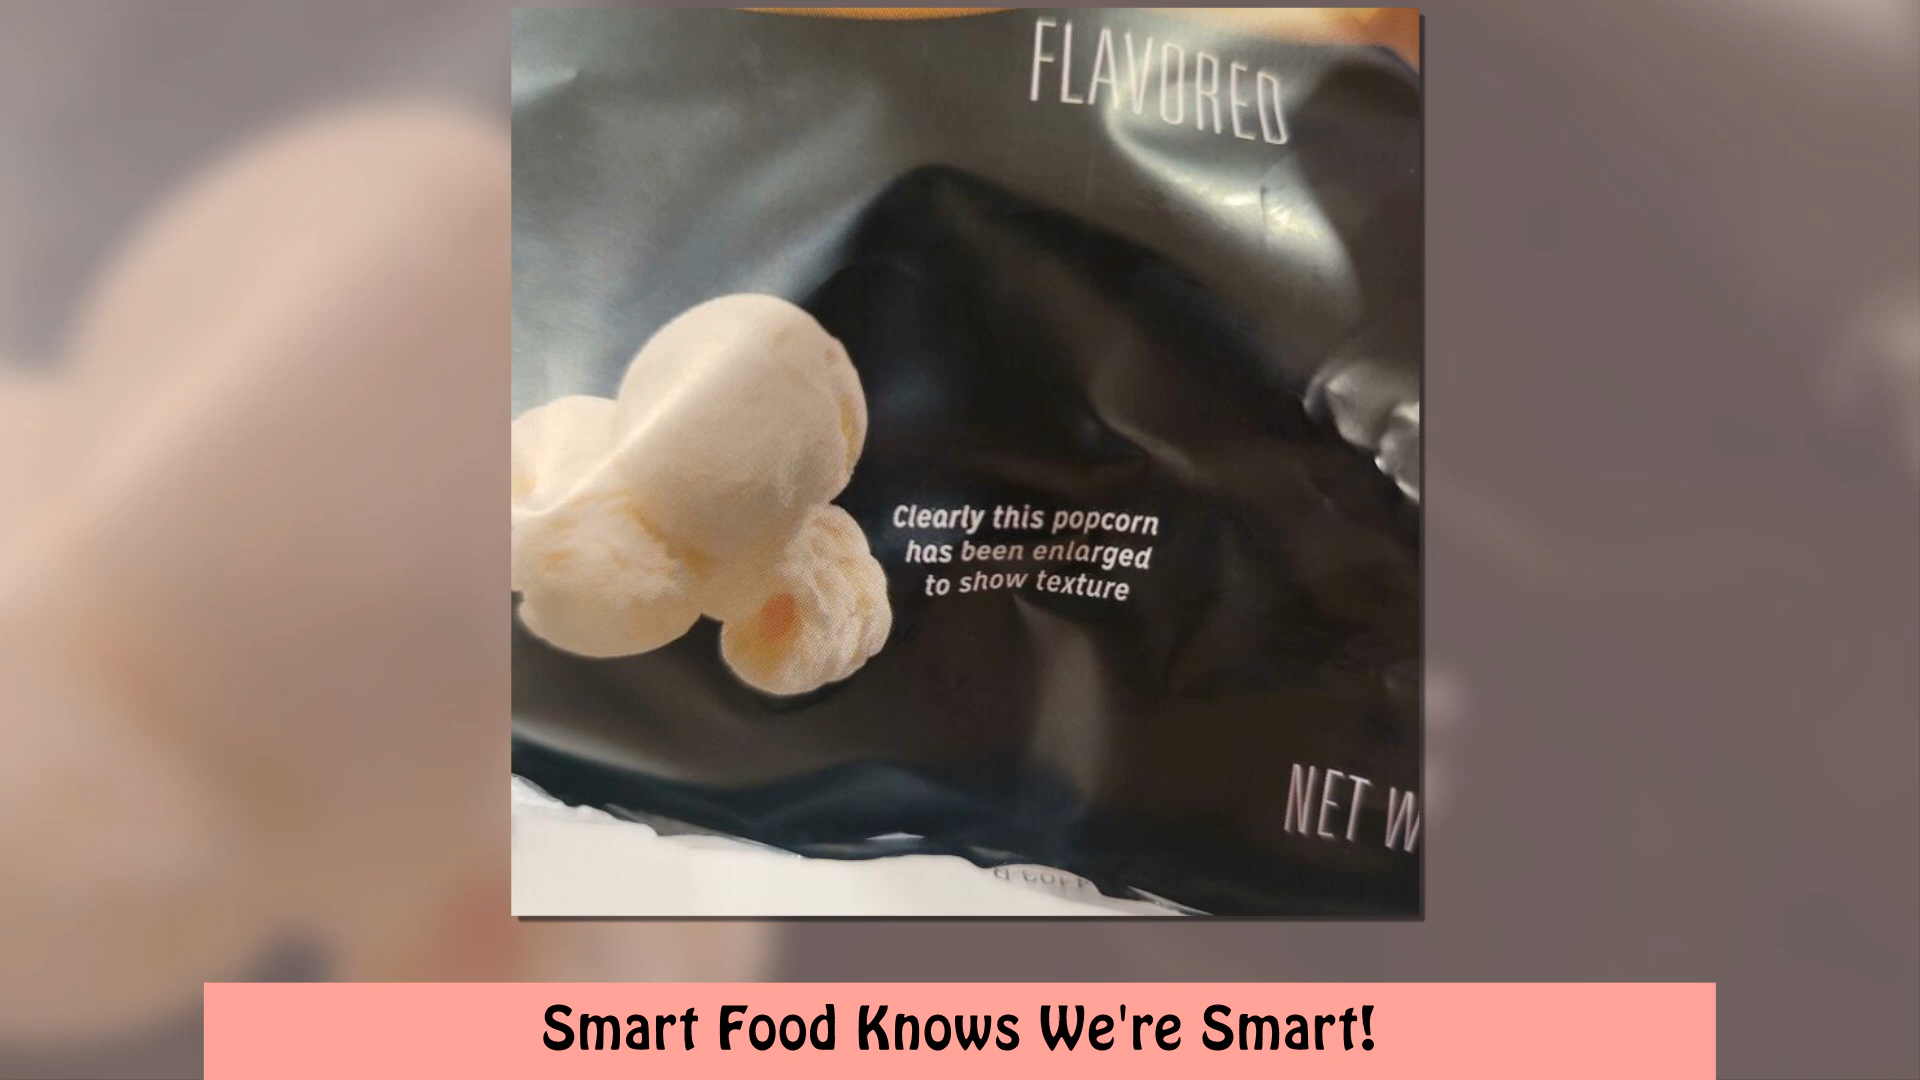 FLAVORED
Clearly this popcorn
has been enlarged
to show texture
NET
Smart Food Knows We're Smart!